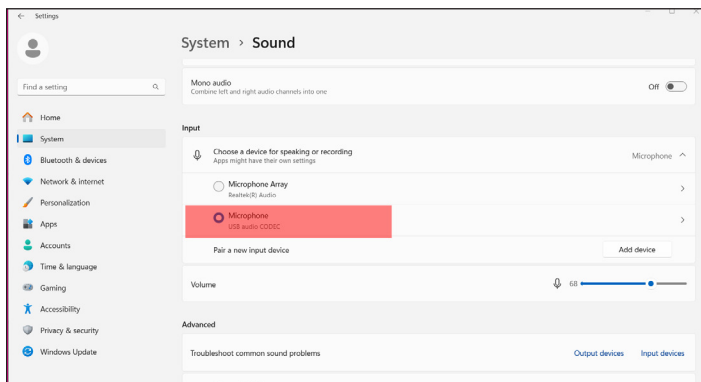 Settings
System > Sound
Find a setting
Home
System
Bluetooth & devices
Network & internet
Personalization
Apps
Accounts
Time & language
Gaming
Accessibility
Privacy & security
Windows Update
Mono audio
Combine left and right audio channels into one
Off
Input
Choose a device for speaking or recording
Apps might have their own settings
Microphone
Microphone Array
Realtek(R) Audio
Microphone
USB audio CODEC
Pair a new input device
Add device
Volume
68
Advanced
Troubleshoot common sound problems
Output devices
Input devices